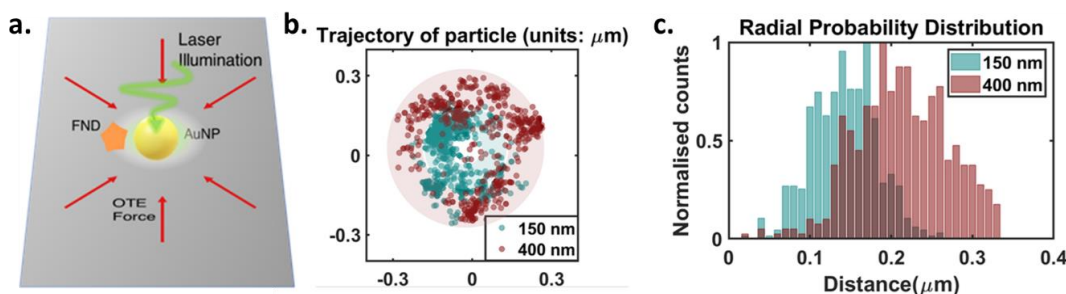 a.
Laser
Illumination
FND
AuNP
OTE
Force
b.
Trajectory of particle (units: μm)
0.3
0
-0.3
-0.3
0
0.3
150 nm
400 nm
c.
Radial Probability Distribution
Normalised counts
1
0.5
0
0
0.1
0.2
0.3
0.4
Distance(μm)
150 nm
400 nm